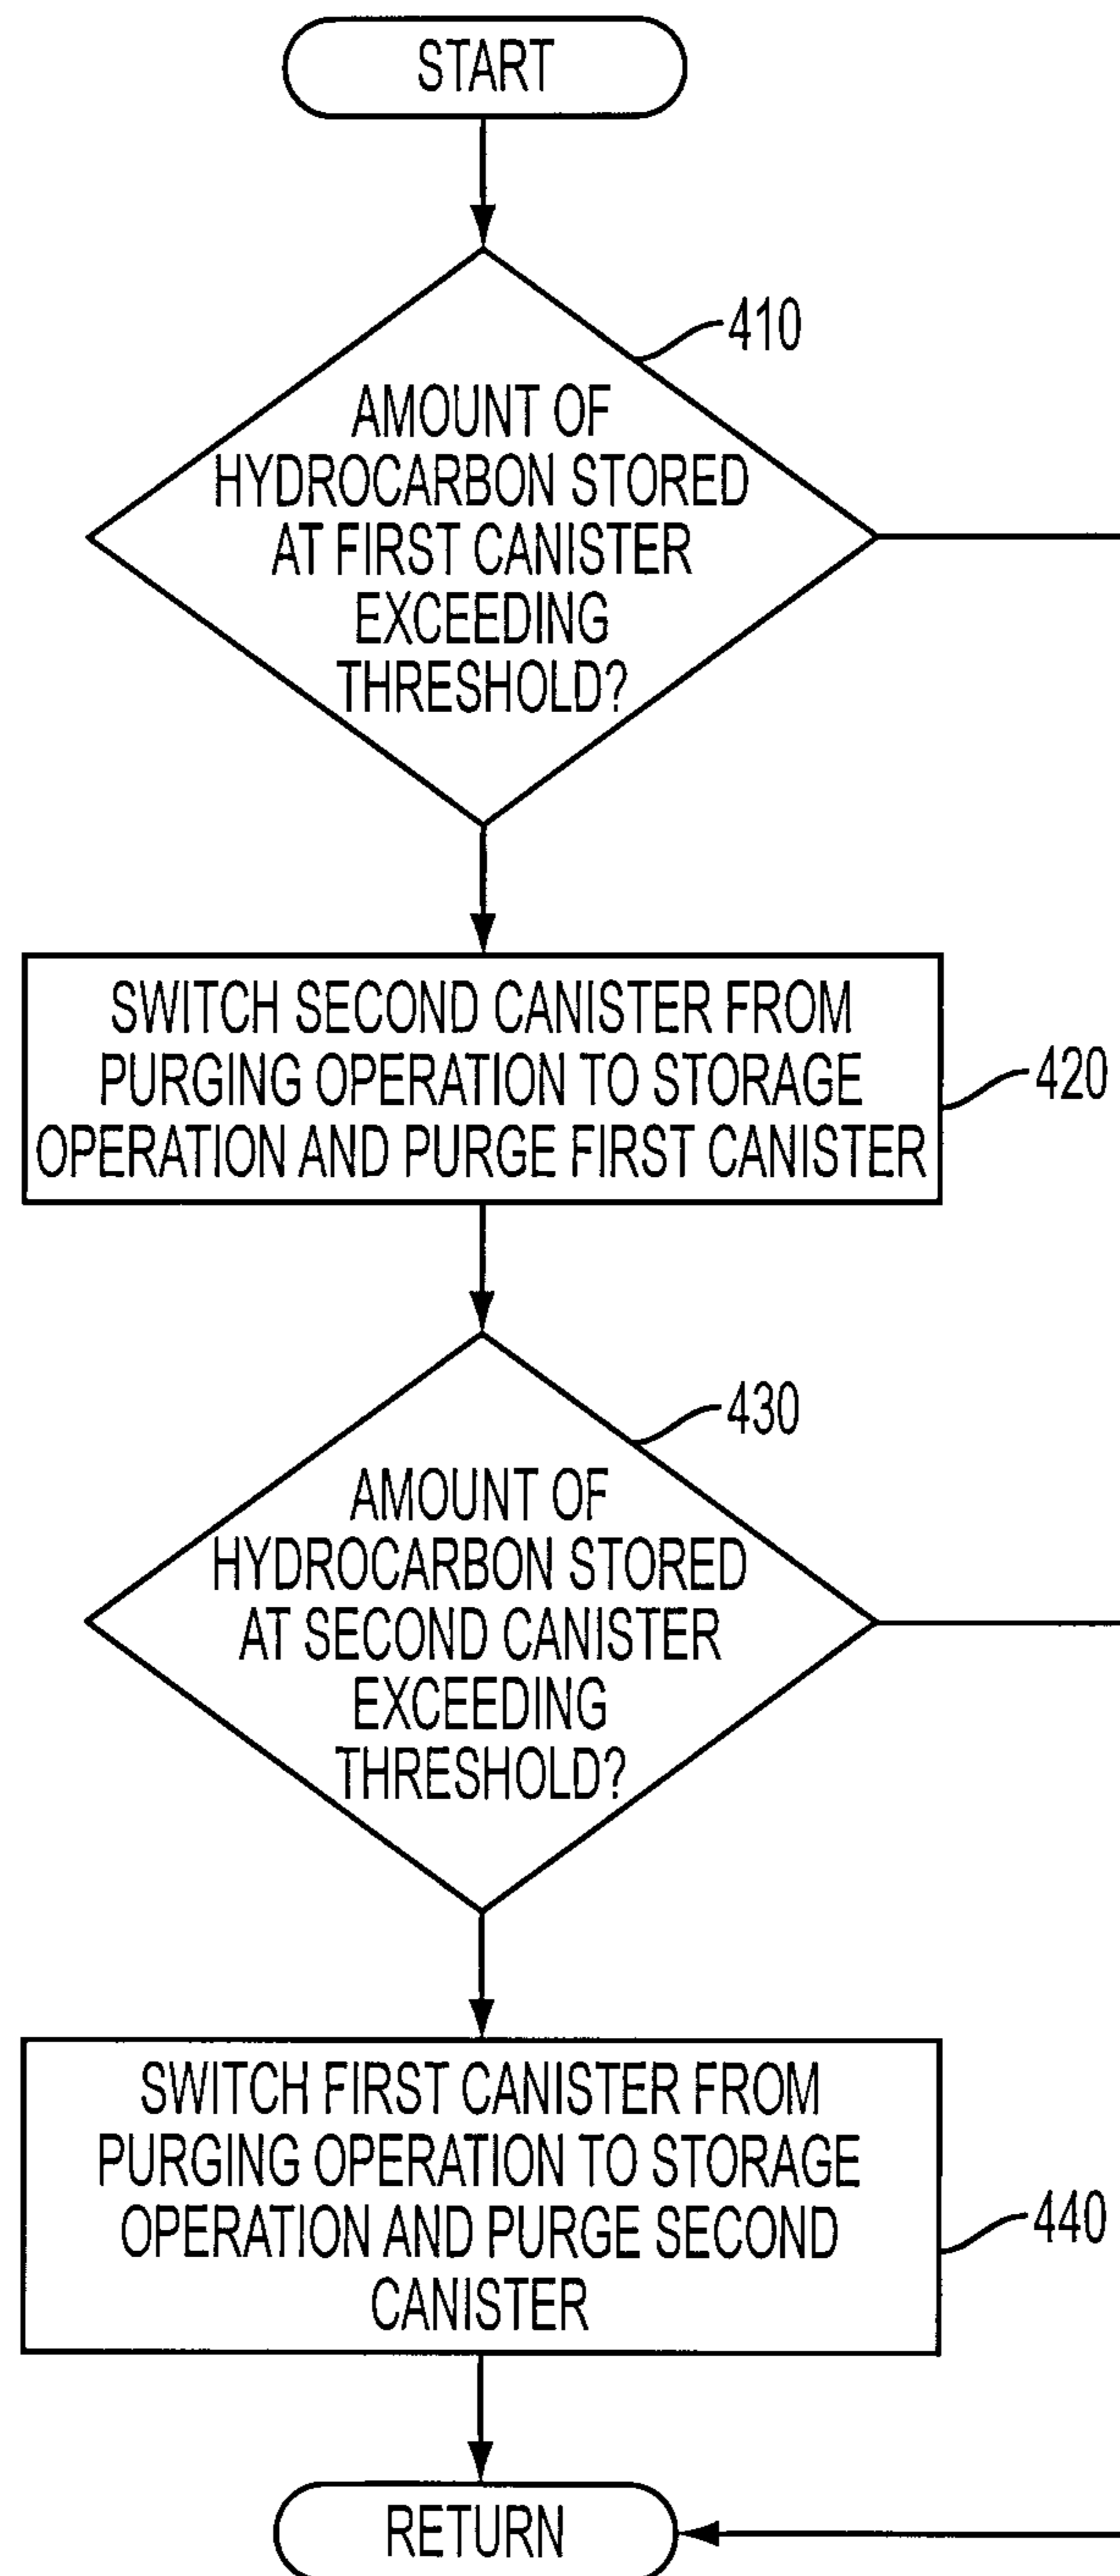 START
410
AMOUNT OF
HYDROCARBON STORED
AT FIRST CANISTER
EXCEEDING
THRESHOLD?
SWITCH SECOND CANISTER FROM
PURGING OPERATION TO STORAGE
OPERATION AND PURGE FIRST CANISTER
420
430
AMOUNT OF
HYDROCARBON STORED
AT SECOND CANISTER
EXCEEDING
THRESHOLD?
SWITCH FIRST CANISTER FROM
PURGING OPERATION TO STORAGE
OPERATION AND PURGE SECOND
CANISTER
440
RETURN